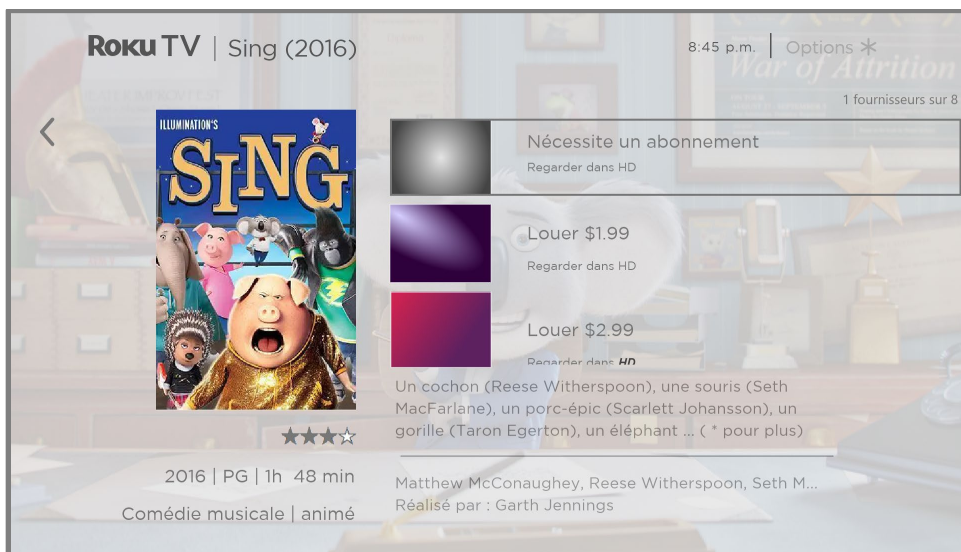 Roku TV | Sing (2016)
8:45 p.m. | Options *
War of Attrition
1 fournisseurs sur 8
ILLUMINATION'S
SING
Nécessite un abonnement
Regarder dans HD
Louer $1.99
Regarder dans HD
Louer $2.99
Regarder dans HD
Un cochon (Reese Witherspoon), une souris (Seth
MacFarlane), un porc-épic (Scarlett Johansson), un
gorille (Taron Egerton), un éléphant ... ( * pour plus)
2016 | PG | 1h 48 min
Comédie musicale | animé
Matthew McConaughey, Reese Witherspoon, Seth M...
Réalisé par : Garth Jennings